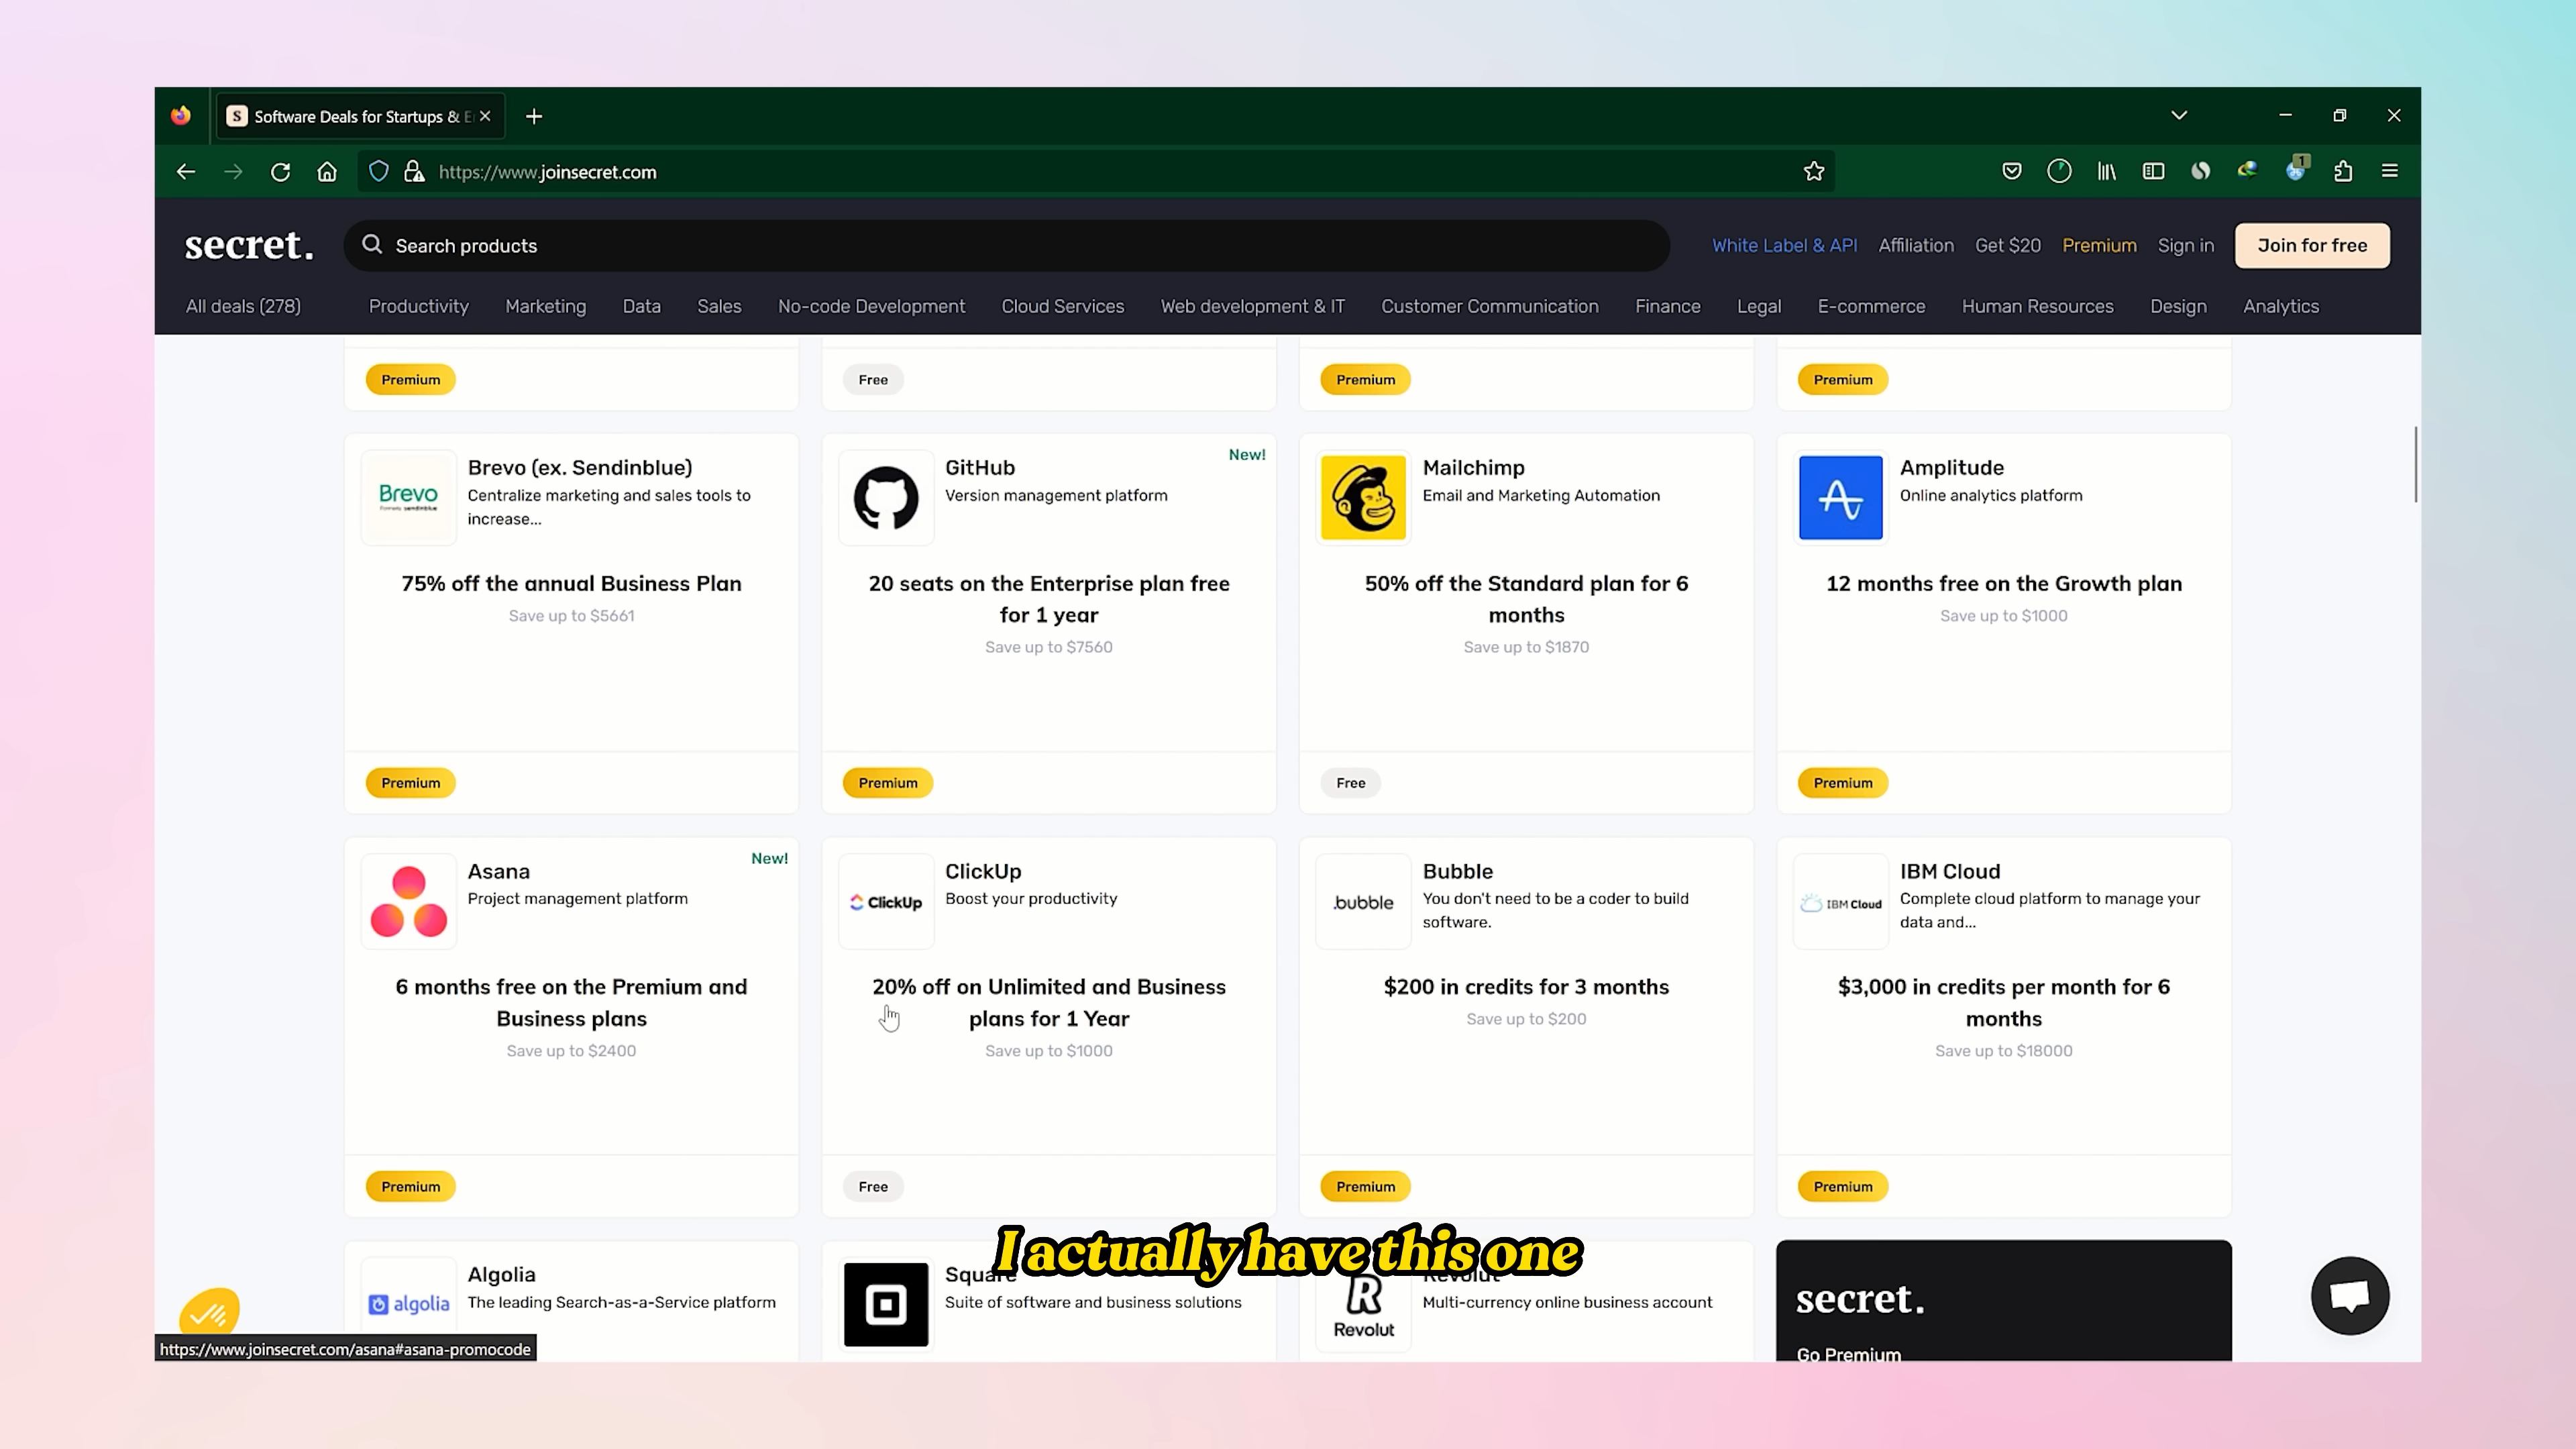 Software Deals for Startups & E
https://www.joinsecret.com
1
secret.
Search products
White Label & API
Affiliation
Get $20
Premium
Sign in
Join for free
All deals (278)
Productivity
Marketing
Data
Sales
No-code Development
Cloud Services
Web development & IT
Customer Communication
Finance
Legal
E-commerce
Human Resources
Design
Analytics
Premium
Free
Premium
Premium
Brevo
Brevo (ex. Sendinblue)
Centralize marketing and sales tools to
increase...
75% off the annual Business Plan
Save up to $5661
Premium
New!
GitHub
Version management platform
20 seats on the Enterprise plan free
for 1 year
Save up to $7560
Premium
Mailchimp
Email and Marketing Automation
50% off the Standard plan for 6
months
Save up to $1870
Free
Amplitude
Online analytics platform
12 months free on the Growth plan
Save up to $1000
Premium
New!
Asana
Project management platform
6 months free on the Premium and
Business plans
Save up to $2400
Premium
ClickUp
ClickUp
Boost your productivity
20% off on Unlimited and Business
plans for 1 Year
Save up to $1000
Free
.bubble
Bubble
You don't need to be a coder to build
software.
$200 in credits for 3 months
Save up to $200
Premium
IBM Cloud
IBM Cloud
Complete cloud platform to manage your
data and...
$3,000 in credits per month for 6
months
Save up to $18000
Premium
I actually have this one
algolia
Algolia
The leading Search-as-a-Service platform
Square
Suite of software and business solutions
R
Revolut
Revolut
Multi-currency online business account
secret.
Go Premium
https://www.joinsecret.com/asana#asana-promocode